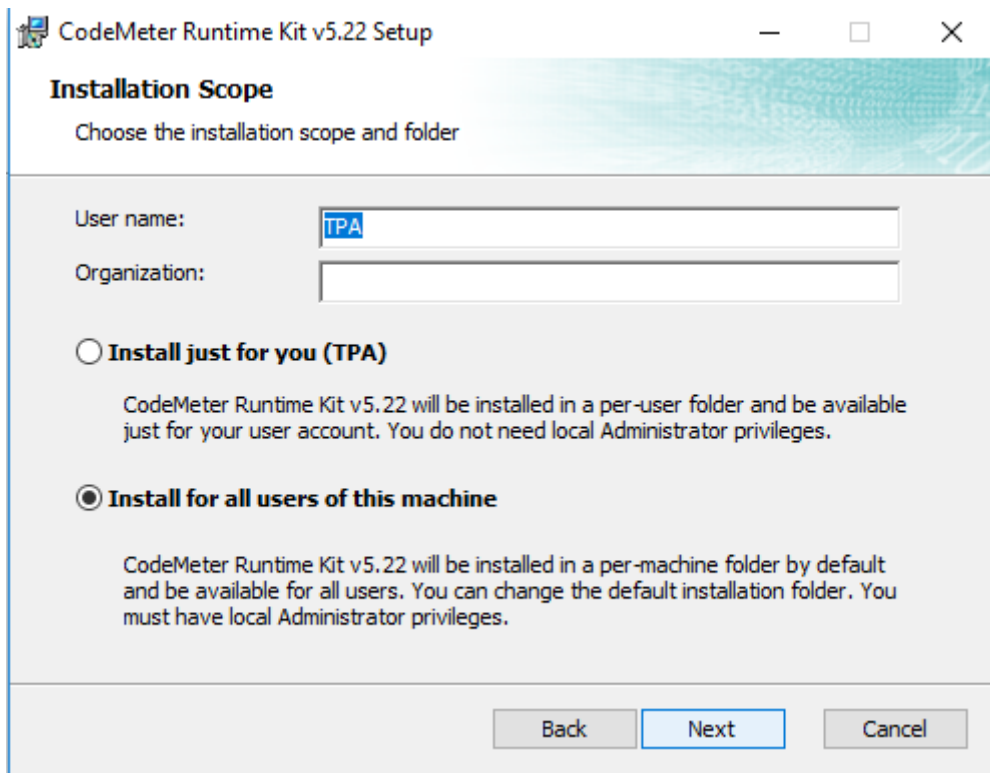 CodeMeter Runtime Kit v5.22 Setup
Installation Scope
Choose the installation scope and folder
User name:
TPA
Organization:
Install just for you (TPA)
CodeMeter Runtime Kit v5.22 will be installed in a per-user folder and be available
just for your user account. You do not need local Administrator privileges.
Install for all users of this machine
CodeMeter Runtime Kit v5.22 will be installed in a per-machine folder by default
and be available for all users. You can change the default installation folder. You
must have local Administrator privileges.
Back
Next
Cancel